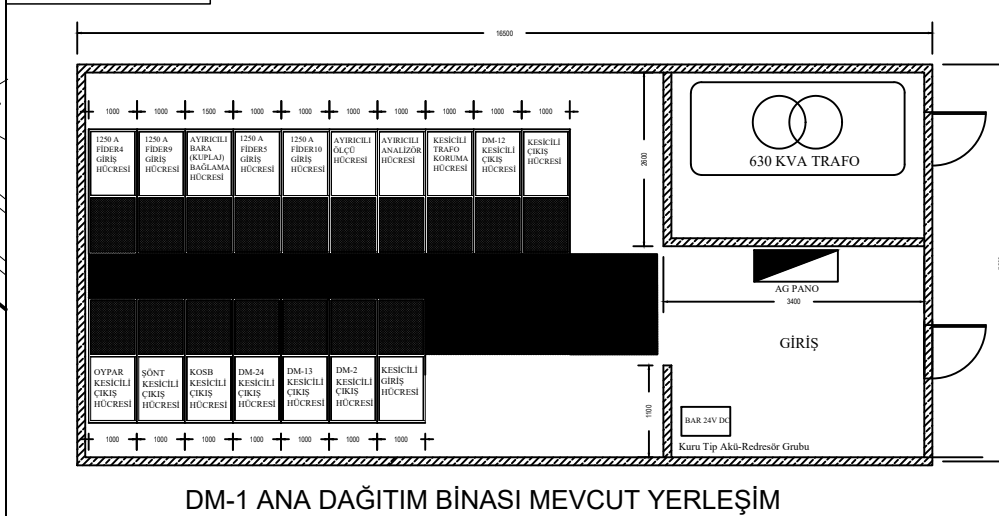 16500
1000
1000
1500
1000
1000
1000
1000
1000
1000
1000
1250 A
FİDER4
GİRİŞ
HÜCRESİ
1250 A
FİDER9
GİRİŞ
HÜCRESİ
AYIRICILI
BARA
(KUPLAJ)
BAĞLAMA
HÜCRESİ
1250 A
FİDER5
GİRİŞ
HÜCRESİ
1250 A
FİDER10
GİRİŞ
HÜCRESİ
AYIRICILI
ÖLÇÜ
HÜCRESİ
AYIRICILI
ANALİZÖR
HÜCRESİ
KESİCİLİ
TRAFO
KORUMA
HÜCRESİ
DM-12
KESİCİLİ
ÇIKIŞ
HÜCRESİ
KESİCİLİ
ÇIKIŞ
HÜCRESİ
2600
630 KVA TRAFO
AG PANO
3400
GİRİŞ
OYPAR
KESİCİLİ
ÇIKIŞ
HÜCRESİ
ŞÖNT
KESİCİLİ
ÇIKIŞ
HÜCRESİ
KOSB
KESİCİLİ
ÇIKIŞ
HÜCRESİ
DM-24
KESİCİLİ
ÇIKIŞ
HÜCRESİ
DM-13
KESİCİLİ
ÇIKIŞ
HÜCRESİ
DM-2
KESİCİLİ
ÇIKIŞ
HÜCRESİ
KESİCİLİ
GİRİŞ
HÜCRESİ
1000
1000
1000
1000
1000
1000
1000
1100
BAR 24V DC
Kuru Tip Akü-Redresör Grubu
DM-1 ANA DAĞITIM BİNASI MEVCUT YERLEŞİM